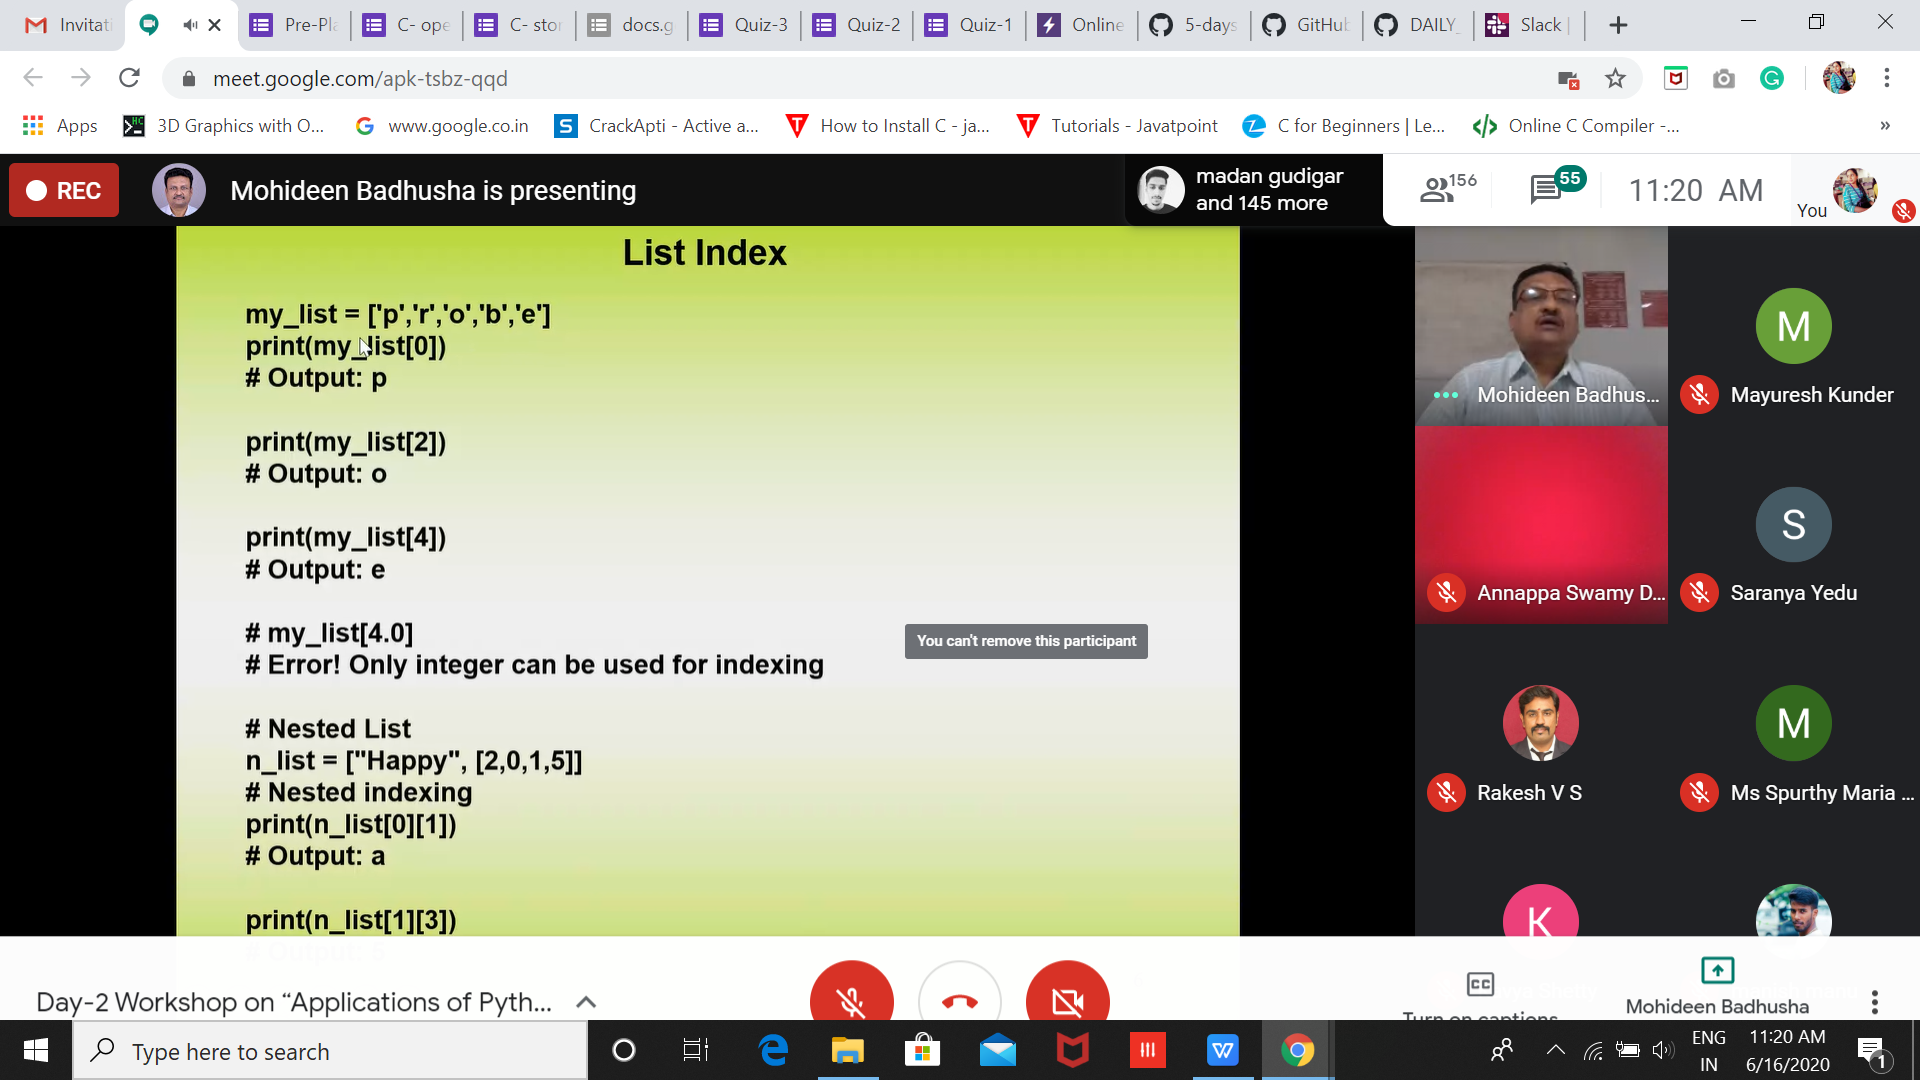 Invitati
Pre-Pla
C- ope
C- stor
docs.g
Quiz-3
Quiz-2
Quiz-1
Online
5-days
GitHub
DAILY_
Slack |
meet.google.com/apk-tsbz-qqd
Apps
3D Graphics with O...
www.google.co.in
CrackApti - Active a...
How to Install C - ja...
Tutorials - Javatpoint
C for Beginners | Le...
Online C Compiler -...
»
REC
Mohideen Badhusha is presenting
madan gudigar
and 145 more
156
55
11:20 AM
You
List Index
my_list = ['p','r','o','b','e']
print(my_list[0])
# Output: p
print(my_list[2])
# Output: o
print(my_list[4])
# Output: e
# my_list[4.0]
# Error! Only integer can be used for indexing
# Nested List
n_list = ["Happy", [2,0,1,5]]
# Nested indexing
print(n_list[0][1])
# Output: a
print(n_list[1][3])
# Output: 5
You can't remove this participant
Mohideen Badhus...
M
Mayuresh Kunder
Annappa Swamy D...
S
Saranya Yedu
Rakesh V S
M
Ms Spurthy Maria ...
K
Day-2 Workshop on “Applications of Pyth...
CC
Turn on captions
Mohideen Badhusha
Type here to search
ENG
IN
11:20 AM
6/16/2020
1